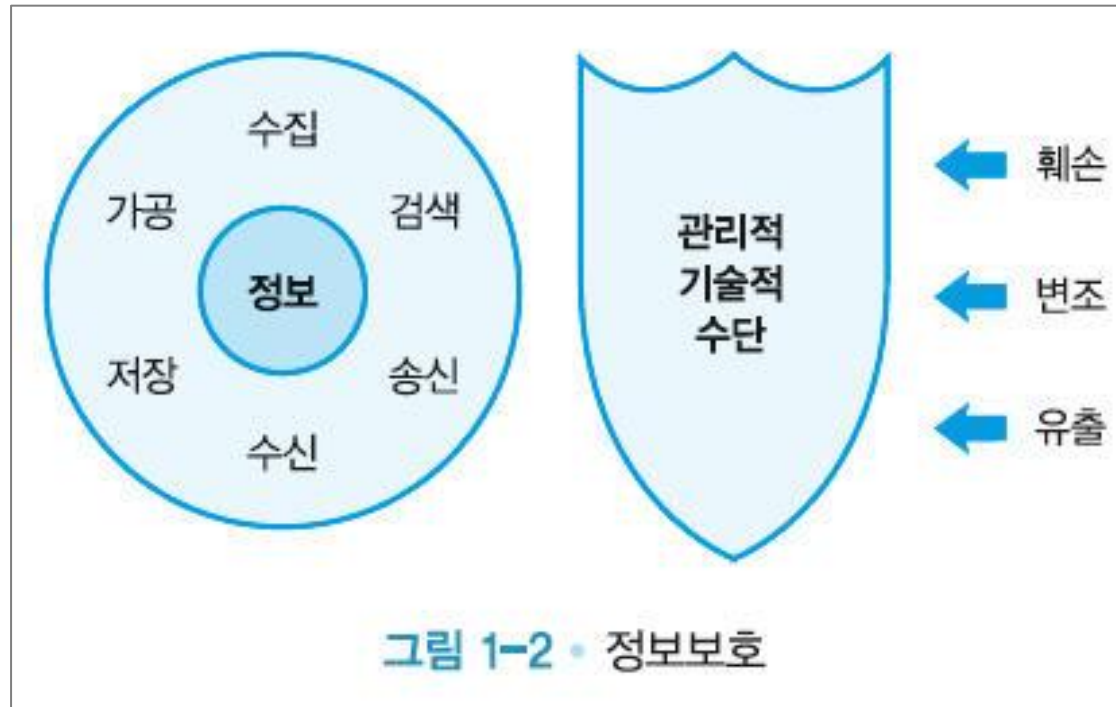 수집
가공
검색
정보
저장
송신
수신
관리적
기술적
수단
훼손
변조
유출
그림 1-2 • 정보보호